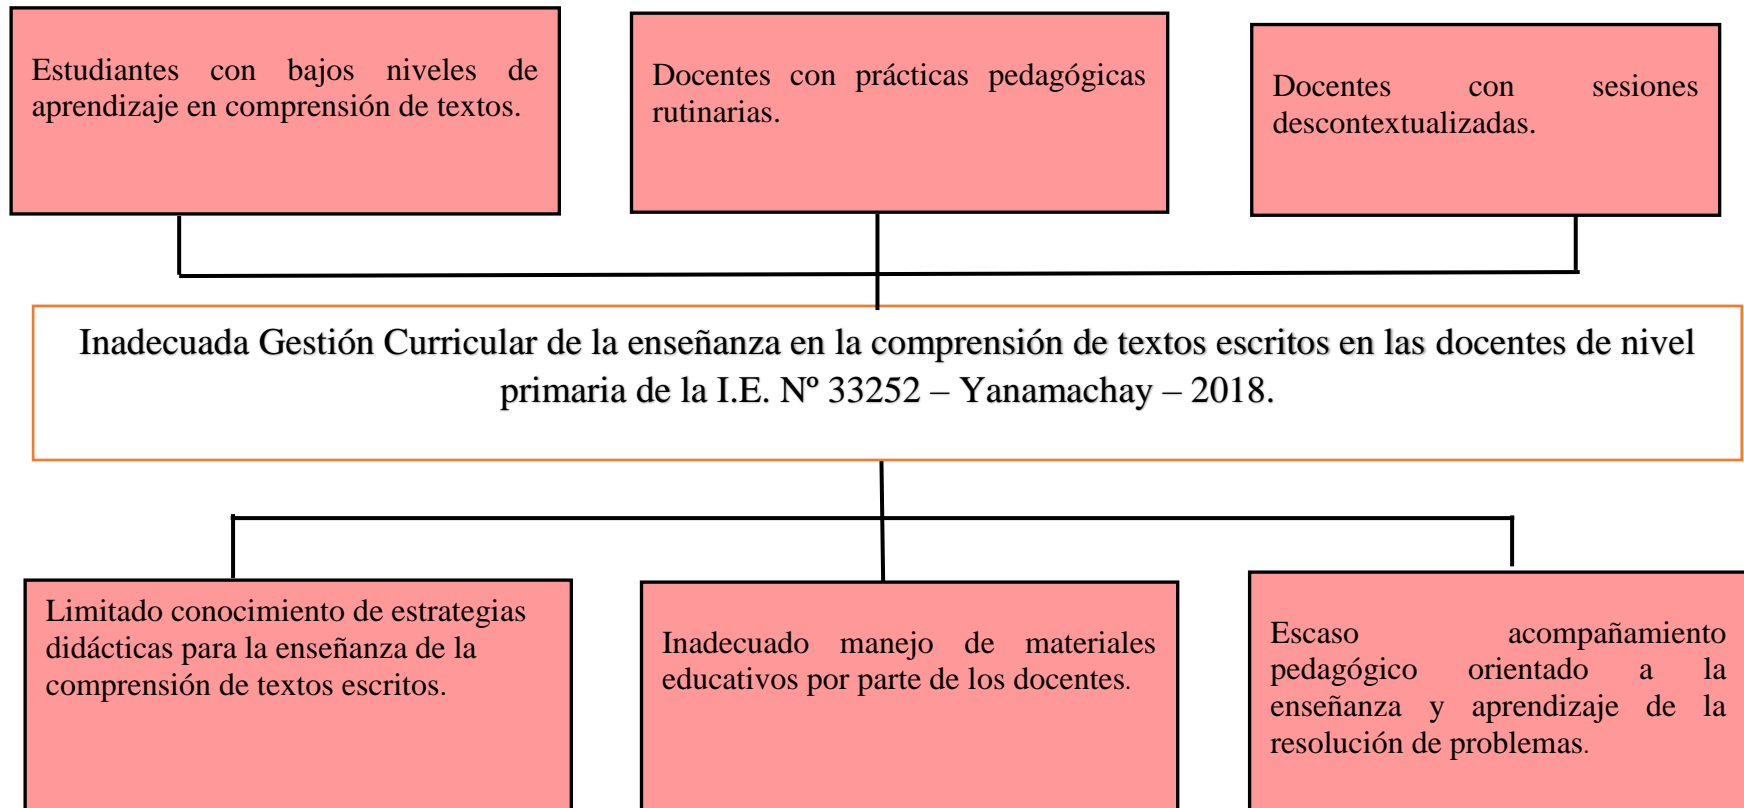 Estudiantes con bajos niveles de
aprendizaje en comprensión de textos.
Docentes con prácticas pedagógicas
rutinarias.
Docentes con sesiones
descontextualizadas.
Inadecuada Gestión Curricular de la enseñanza en la comprensión de textos escritos en las docentes de nivel
primaria de la I.E. Nº 33252 – Yanamachay – 2018.
Limitado conocimiento de estrategias
didácticas para la enseñanza de la
comprensión de textos escritos.
Inadecuado manejo de materiales
educativos por parte de los docentes.
Escaso acompañamiento
pedagógico orientado a la
enseñanza y aprendizaje de la
resolución de problemas.